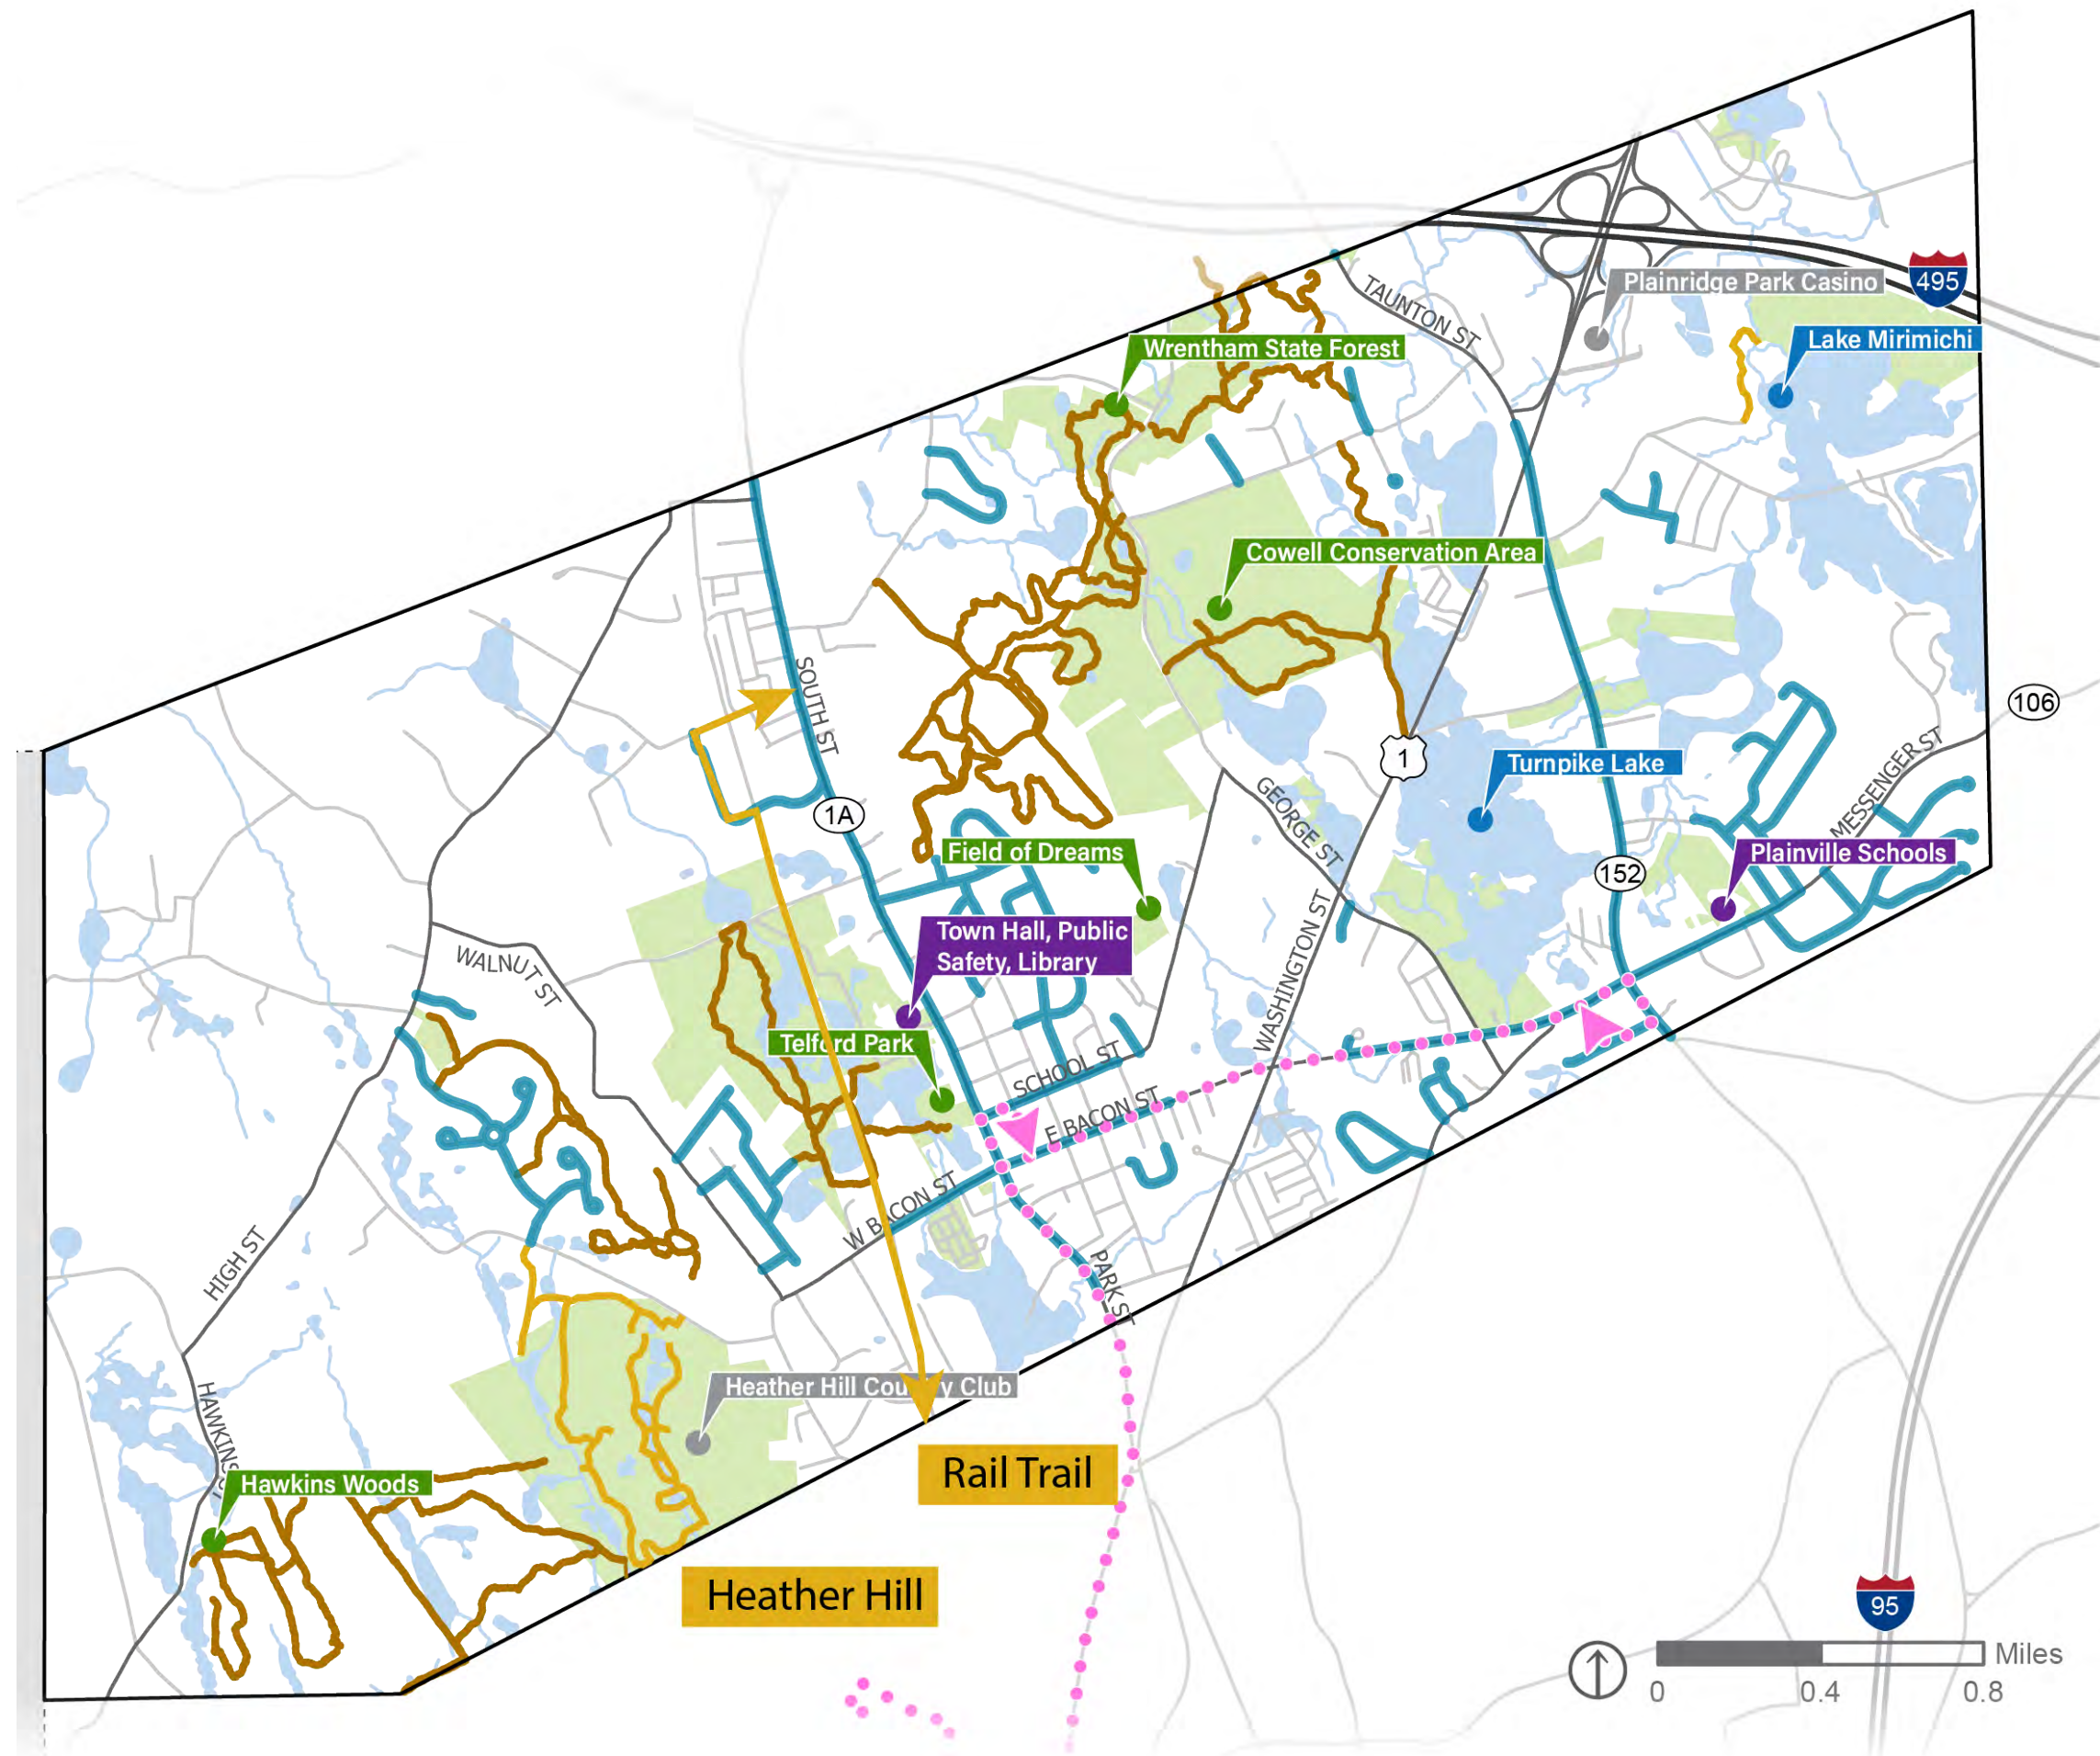 495
Plainridge Park Casino
TAUNTON ST
Lake Mirimichi
Wrentham State Forest
Cowell Conservation Area
SOUTH ST
106
1
Turnpike Lake
MESSENGER ST
GEORGE ST
1A
Field of Dreams
152
Plainville Schools
Town Hall, Public
Safety, Library
WALNUT ST
WASHINGTON ST
Telford Park
SCHOOL ST
E BACON ST
W BACON ST
PARK ST
HIGH ST
HAWKINS
Heather Hill Country Club
Rail Trail
Hawkins Woods
Heather Hill
95
Miles
0
0.4
0.8